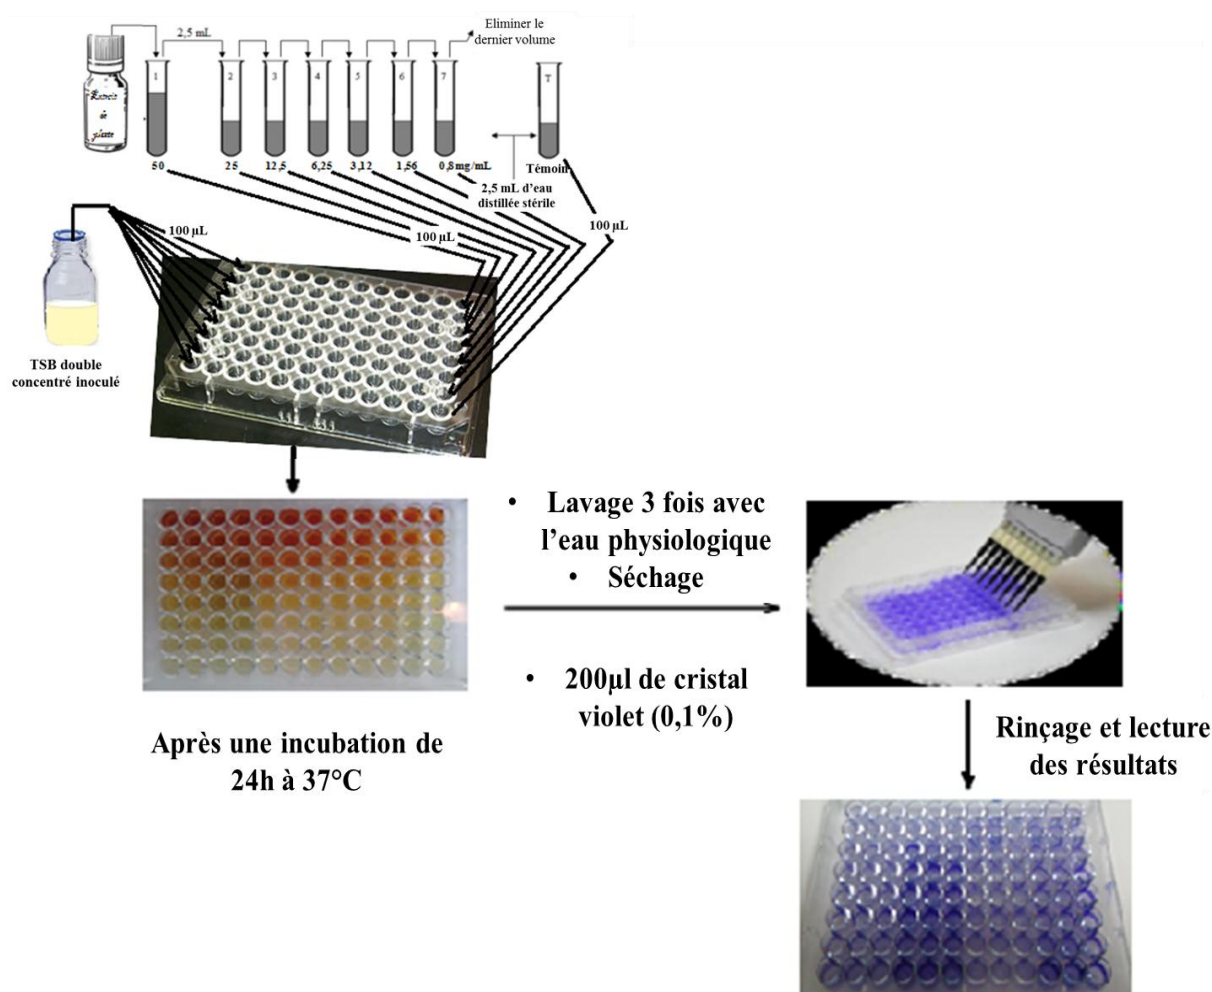 2,5 mL
Eliminer le
dernier volume
1
2
3
4
5
6
7
T
de
50
25
12,5
6,25
3,12
1,56
0,8 mg/mL
Témoin
2,5 mL d'eau
distillée stérile
100 µL
100 µL
100 µL
TSB double
concentré inoculé
• Lavage 3 fois avec
l'eau physiologique
• Séchage
• 200µl de cristal
violet (0,1%)
Après une incubation de
24h à 37°C
Rinçage et lecture
des résultats